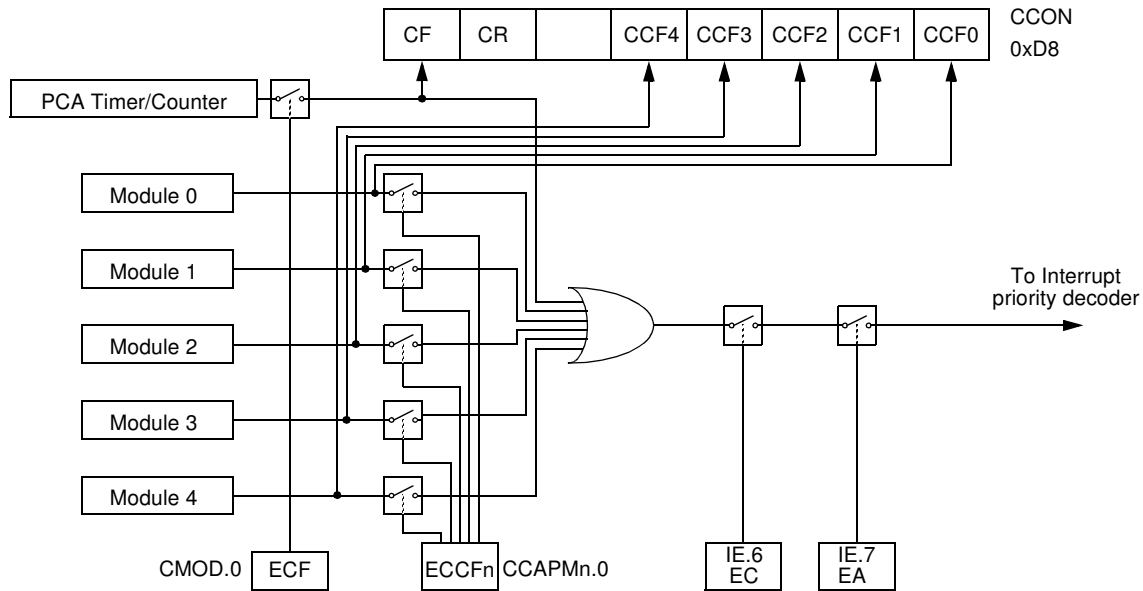 CF CR CCF4 CCF3 CCF2 CCF1 CCF0
CCON
0xD8
PCA Timer/Counter
Module 0
Module 1
Module 2
Module 3
Module 4
To Interrupt
priority decoder
CMOD.0 ECF
ECCFn CCAPMn.0
IE.6
EC
IE.7
EA